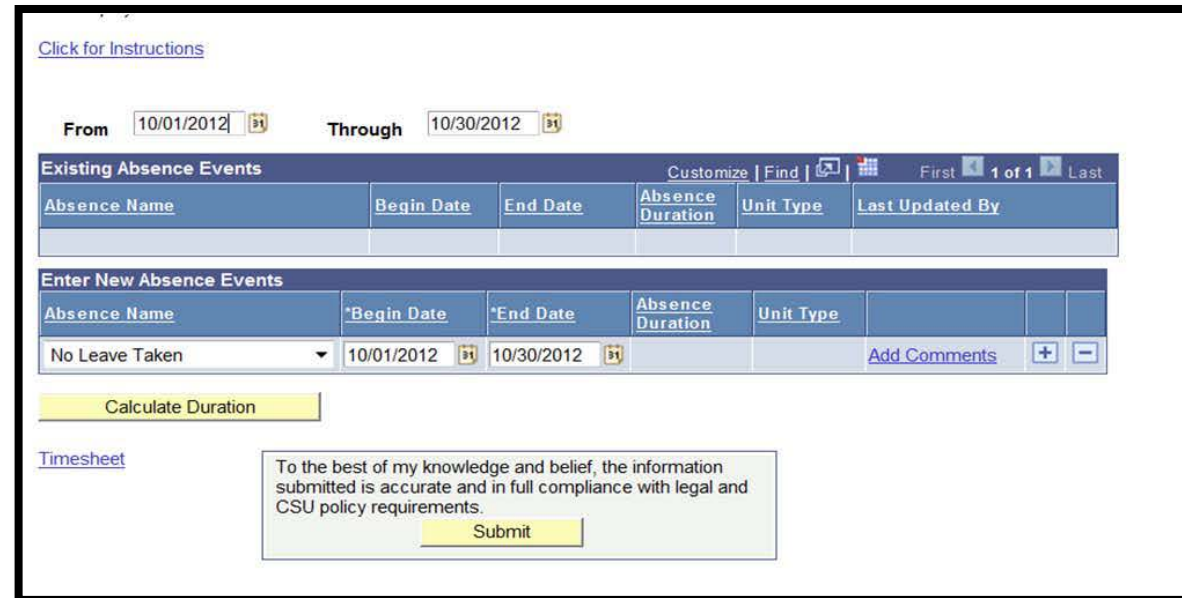 Click for Instructions
From 10/01/2012 Through 10/30/2012
Existing Absence Events Customize | Find | | First 1 of 1 Last
Absence Name Begin Date End Date Absence Duration Unit Type Last Updated By
Enter New Absence Events
Absence Name *Begin Date *End Date Absence Duration Unit Type
No Leave Taken 10/01/2012 10/30/2012 Add Comments + -
Calculate Duration
Timesheet
To the best of my knowledge and belief, the information
submitted is accurate and in full compliance with legal and
CSU policy requirements.
Submit